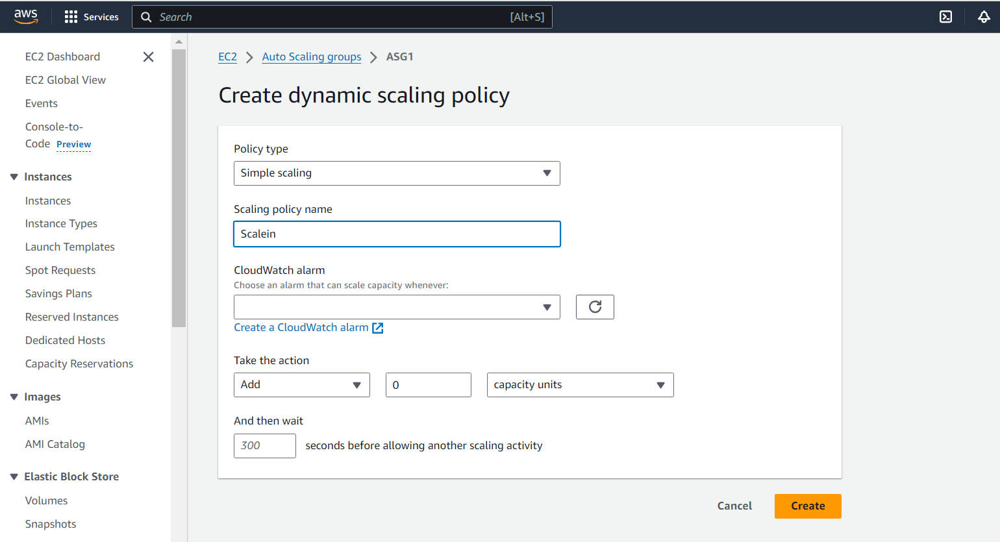 aws
Services
Search
[Alt+S]
EC2 Dashboard
EC2 Global View
Events
Console-to-
Code Preview
Instances
Instances
Instance Types
Launch Templates
Spot Requests
Savings Plans
Reserved Instances
Dedicated Hosts
Capacity Reservations
Images
AMIs
AMI Catalog
Elastic Block Store
Volumes
Snapshots
EC2 > Auto Scaling groups > ASG1
Create dynamic scaling policy
Policy type
Simple scaling
Scaling policy name
Scalein
CloudWatch alarm
Choose an alarm that can scale capacity whenever:
Create a CloudWatch alarm
Take the action
Add 0 capacity units
And then wait
300 seconds before allowing another scaling activity
Cancel Create